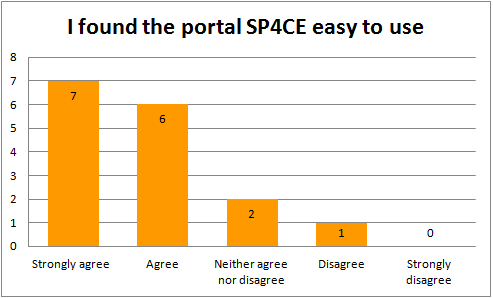 I found the portal SP4CE easy to use
8
7
6
5
4
3
2
1
0
7
6
2
1
0
Strongly agree
Agree
Neither agree
nor disagree
Disagree
Strongly
disagree